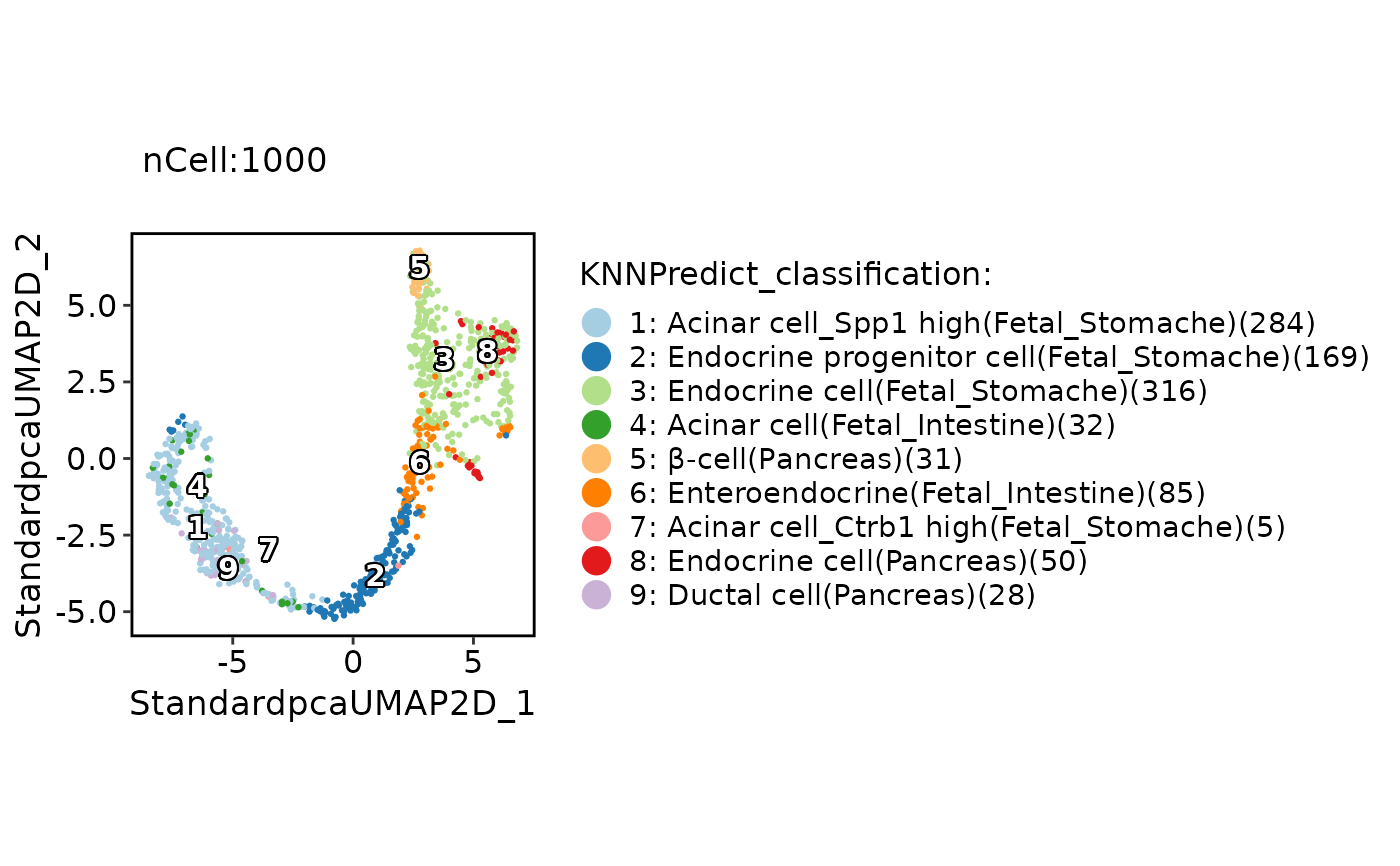 nCell:1000
StandardpcaUMAP2D_2
5.0
2.5
0.0
-2.5
-5.0
5
3
8
6
4
1
7
9
2
-5
0
5
StandardpcaUMAP2D_1
KNNPredict_classification:
1: Acinar cell_Spp1 high(Fetal_Stomache)(284)
2: Endocrine progenitor cell(Fetal_Stomache)(169)
3: Endocrine cell(Fetal_Stomache)(316)
4: Acinar cell(Fetal_Intestine)(32)
5: β-cell(Pancreas)(31)
6: Enteroendocrine(Fetal_Intestine)(85)
7: Acinar cell_Ctrb1 high(Fetal_Stomache)(5)
8: Endocrine cell(Pancreas)(50)
9: Ductal cell(Pancreas)(28)